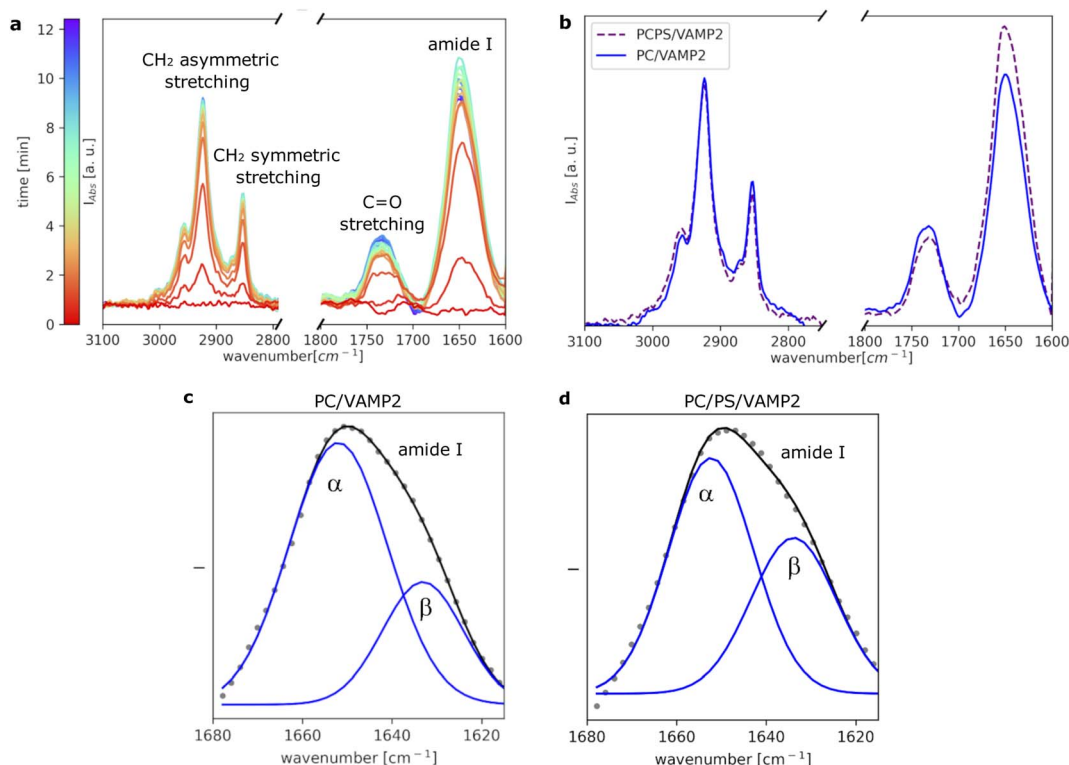 a
12
10
8
6
4
2
0
time [min]
I_Abs [a. u.]
CH₂ asymmetric
stretching
CH₂ symmetric
stretching
C=O
stretching
amide I
3100 3000 2900 2800 1800 1750 1700 1650 1600
wavenumber[cm⁻¹]
b
PCPS/VAMP2
PC/VAMP2
I_Abs [a. u.]
3100 3000 2900 2800 1800 1750 1700 1650 1600
wavenumber[cm⁻¹]
c
PC/VAMP2
amide I
α
β
I
1680 1660 1640 1620
wavenumber [cm⁻¹]
d
PC/PS/VAMP2
amide I
α
β
I
1680 1660 1640 1620
wavenumber [cm⁻¹]